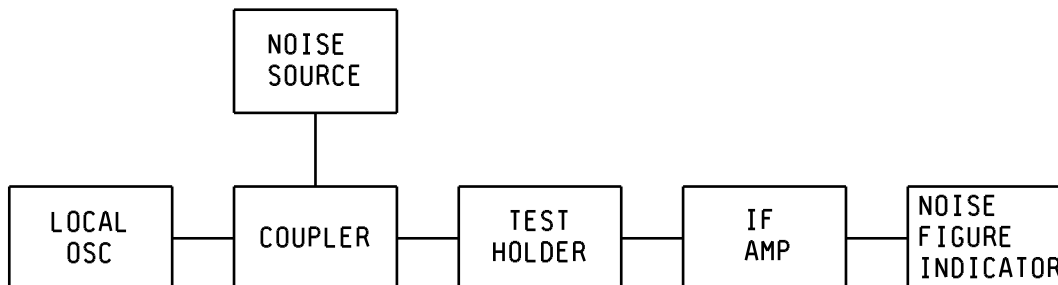 NOISE
SOURCE
LOCAL
OSC
COUPLER
TEST
HOLDER
IF
AMP
NOISE
FIGURE
INDICATOR